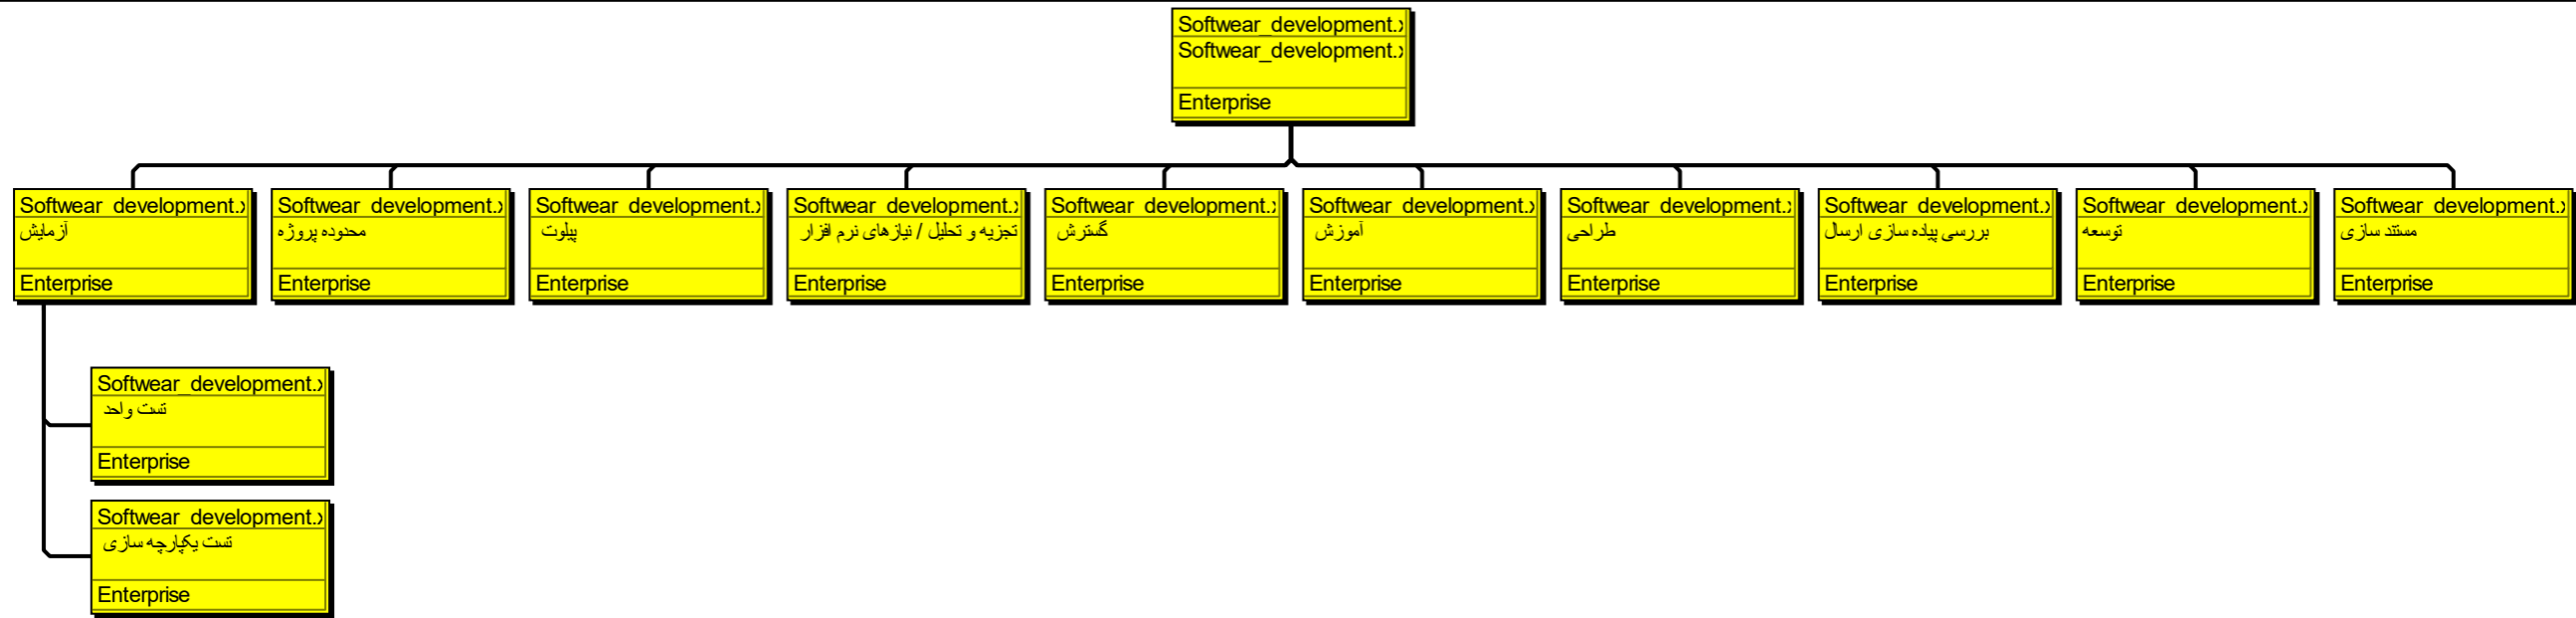 Softwear_development.x
Softwear_development.x
Enterprise
Softwear_development.x
آزمایش
Enterprise
Softwear_development.x
محدوده پروژه
Enterprise
Softwear_development.x
پیلوت
Enterprise
Softwear_development.x
تجزیه و تحلیل / نیازهای نرم افزار
Enterprise
Softwear_development.x
گسترش
Enterprise
Softwear_development.x
آموزش
Enterprise
Softwear_development.x
طراحی
Enterprise
Softwear_development.x
بررسی پیاده سازی ارسال
Enterprise
Softwear_development.x
توسعه
Enterprise
Softwear_development.x
مستند سازی
Enterprise
Softwear_development.x
تست واحد
Enterprise
Softwear_development.x
تست یکپارچه سازی
Enterprise